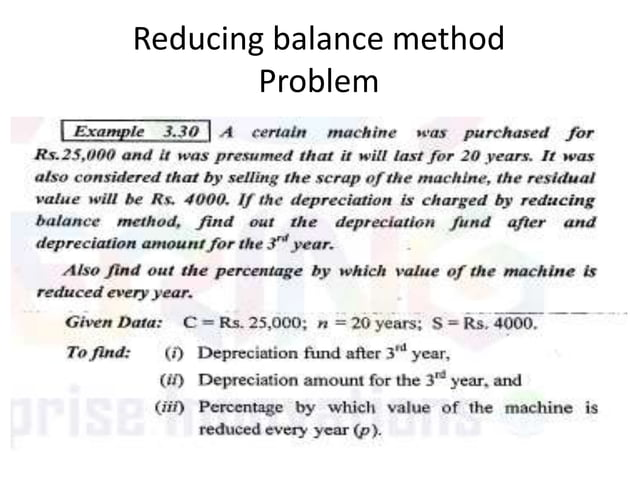 Reducing balance method
Problem
Example 3.30 A certain machine was purchased for
Rs.25,000 and it was presumed that it will last for 20 years. It was
also considered that by selling the scrap of the machine, the residual
value will be Rs. 4000. If the depreciation is charged by reducing
balance method, find out the depreciation fund after and
depreciation amount for the 3rd year.
Also find out the percentage by which value of the machine is
reduced every year.
Given Data: C = Rs. 25,000; n = 20 years; S = Rs. 4000.
To find: (i) Depreciation fund after 3rd year,
(ii) Depreciation amount for the 3rd year, and
(iii) Percentage by which value of the machine is
reduced every year (p).